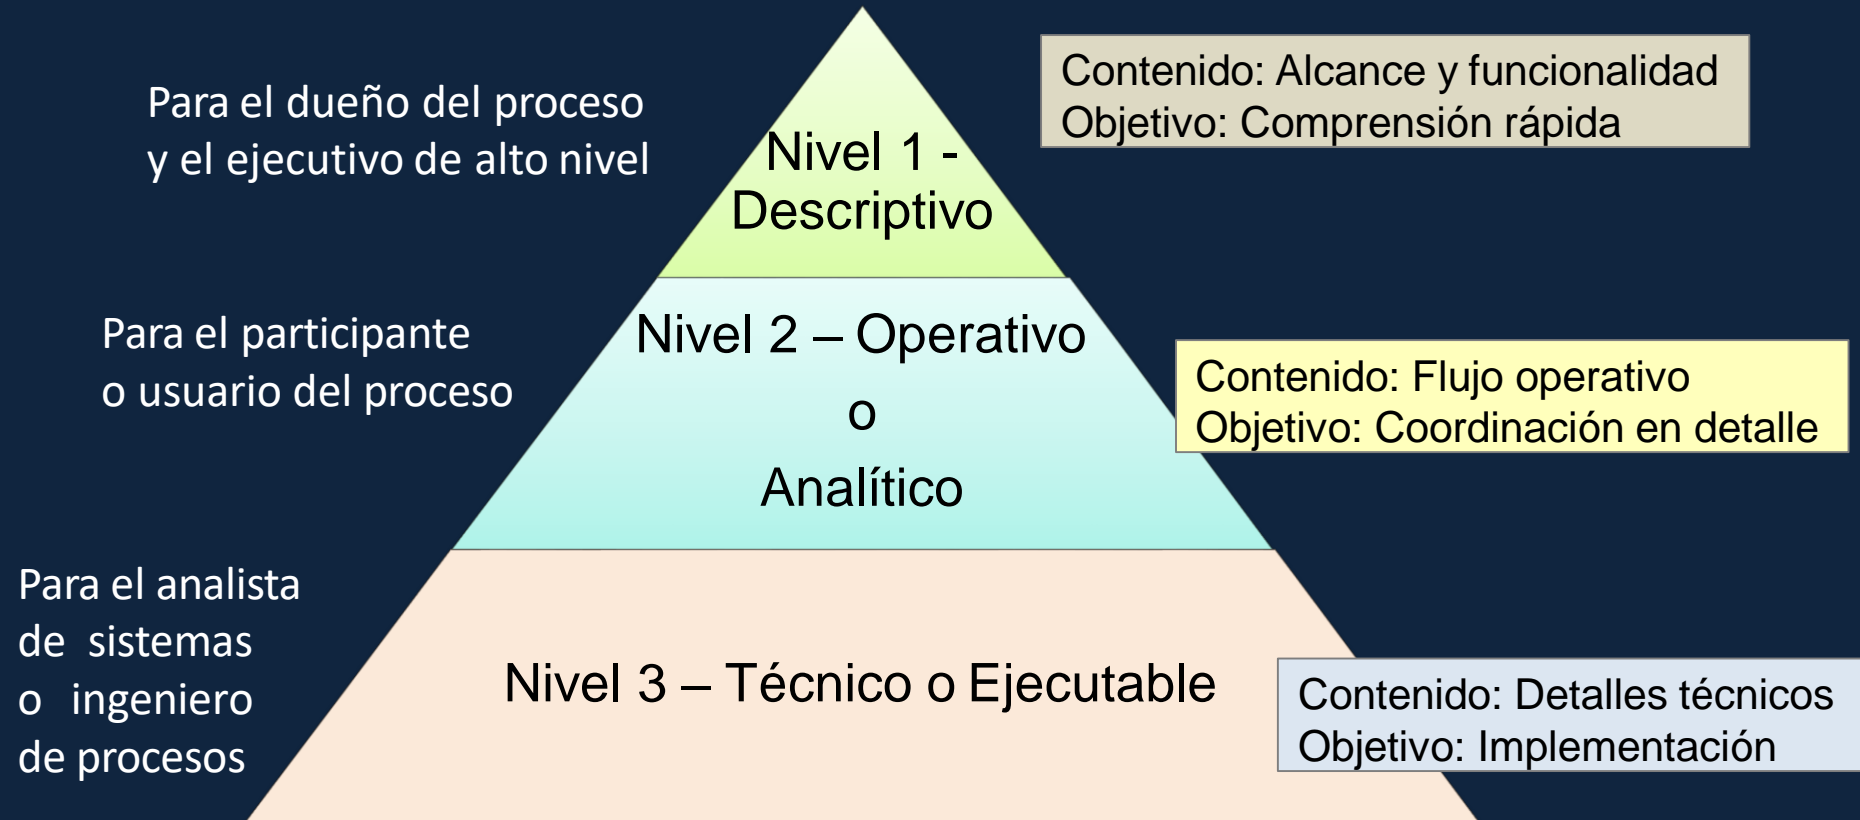 Para el dueño del proceso
y el ejecutivo de alto nivel
Nivel 1 -
Descriptivo
Contenido: Alcance y funcionalidad
Objetivo: Comprensión rápida
Para el participante
o usuario del proceso
Nivel 2 – Operativo
o
Analítico
Contenido: Flujo operativo
Objetivo: Coordinación en detalle
Para el analista
de sistemas
o ingeniero
de procesos
Nivel 3 – Técnico o Ejecutable
Contenido: Detalles técnicos
Objetivo: Implementación